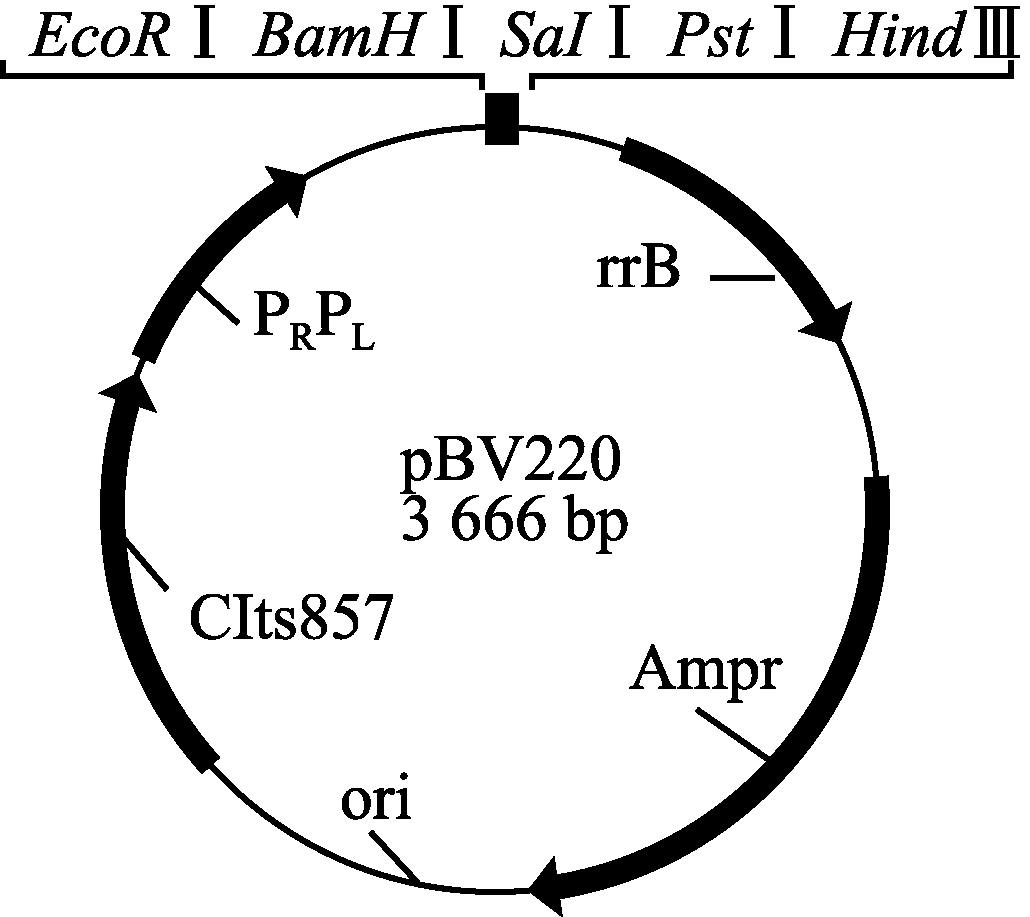 EcoR Ⅰ BamH Ⅰ SaI Ⅰ Pst Ⅰ Hind Ⅲ
rrB
PRPL
pBV220
3 666 bp
CIts857
Ampr
ori